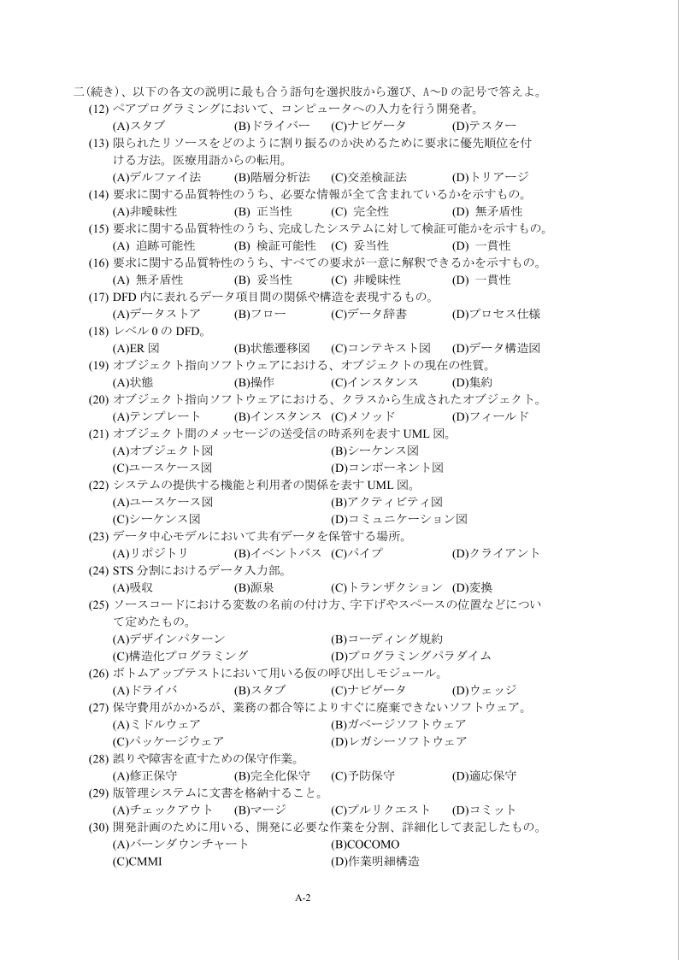 二(続き)、以下の各文の説明に最も合う語句を選択肢から選び、A～D の記号で答えよ。
(12) ペアプログラミングにおいて、コンピュータへの入力を行う開発者。
(A)スタブ (B)ドライバー (C)ナビゲータ (D)テスター
(13) 限られたリソースをどのように割り振るのか決めるために要求に優先順位を付
ける方法。医療用語からの転用。
(A)デルファイ法 (B)階層分析法 (C)交差検証法 (D)トリアージ
(14) 要求に関する品質特性のうち、必要な情報が全て含まれているかを示すもの。
(A)非曖昧性 (B) 正当性 (C) 完全性 (D) 無矛盾性
(15) 要求に関する品質特性のうち、完成したシステムに対して検証可能かを示すもの。
(A) 追跡可能性 (B) 検証可能性 (C) 妥当性 (D) 一貫性
(16) 要求に関する品質特性のうち、すべての要求が一意に解釈できるかを示すもの。
(A) 無矛盾性 (B) 妥当性 (C) 非曖昧性 (D) 一貫性
(17) DFD 内に表れるデータ項目間の関係や構造を表現するもの。
(A)データストア (B)フロー (C)データ辞書 (D)プロセス仕様
(18) レベル 0 の DFD。
(A)ER 図 (B)状態遷移図 (C)コンテキスト図 (D)データ構造図
(19) オブジェクト指向ソフトウェアにおける、オブジェクトの現在の性質。
(A)状態 (B)操作 (C)インスタンス (D)集約
(20) オブジェクト指向ソフトウェアにおける、クラスから生成されたオブジェクト。
(A)テンプレート (B)インスタンス (C)メソッド (D)フィールド
(21) オブジェクト間のメッセージの送受信の時系列を表す UML 図。
(A)オブジェクト図 (B)シーケンス図
(C)ユースケース図 (D)コンポーネント図
(22) システムの提供する機能と利用者の関係を表す UML 図。
(A)ユースケース図 (B)アクティビティ図
(C)シーケンス図 (D)コミュニケーション図
(23) データ中心モデルにおいて共有データを保管する場所。
(A)リポジトリ (B)イベントバス (C)パイプ (D)クライアント
(24) STS 分割におけるデータ入力部。
(A)吸収 (B)源泉 (C)トランザクション (D)変換
(25) ソースコードにおける変数の名前の付け方、字下げやスペースの位置などについ
て定めたもの。
(A)デザインパターン (B)コーディング規約
(C)構造化プログラミング (D)プログラミングパラダイム
(26) ボトムアップテストにおいて用いる仮の呼び出しモジュール。
(A)ドライバ (B)スタブ (C)ナビゲータ (D)ウェッジ
(27) 保守費用がかかるが、業務の都合等によりすぐに廃棄できないソフトウェア。
(A)ミドルウェア (B)ガベージソフトウェア
(C)パッケージウェア (D)レガシーソフトウェア
(28) 誤りや障害を直すための保守作業。
(A)修正保守 (B)完全化保守 (C)予防保守 (D)適応保守
(29) 版管理システムに文書を格納すること。
(A)チェックアウト (B)マージ (C)プルリクエスト (D)コミット
(30) 開発計画のために用いる、開発に必要な作業を分割、詳細化して表記したもの。
(A)バーンダウンチャート (B)COCOMO
(C)CMMI (D)作業明細構造
A-2